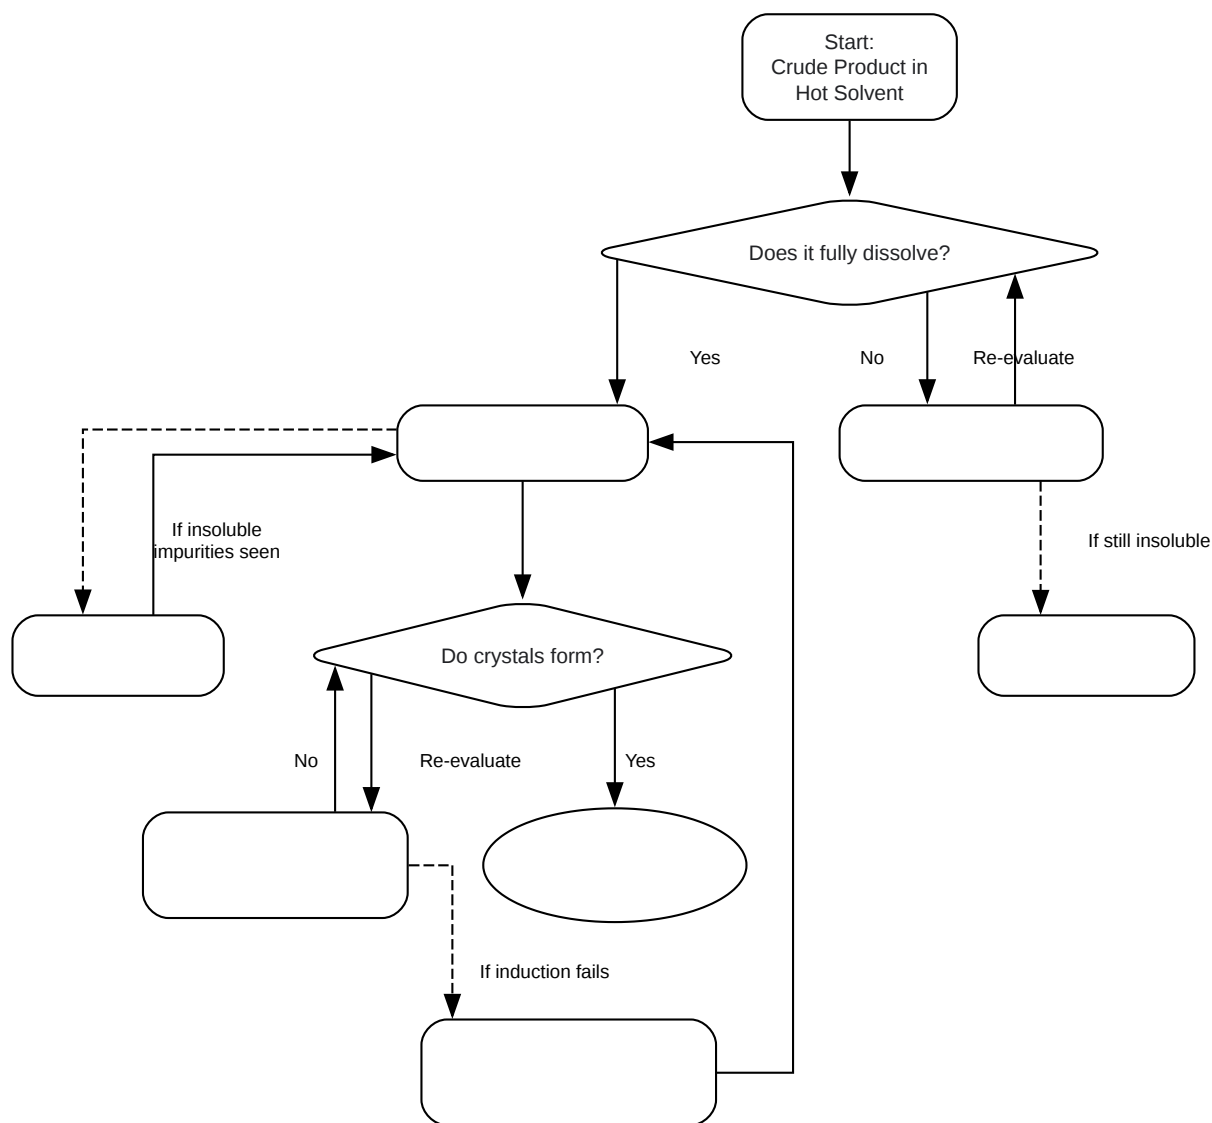 Start:
Crude Product in
Hot Solvent
Does it fully dissolve?
Yes
No
Re-evaluate
If insoluble
impurities seen
If still insoluble
Do crystals form?
No
Re-evaluate
Yes
If induction fails